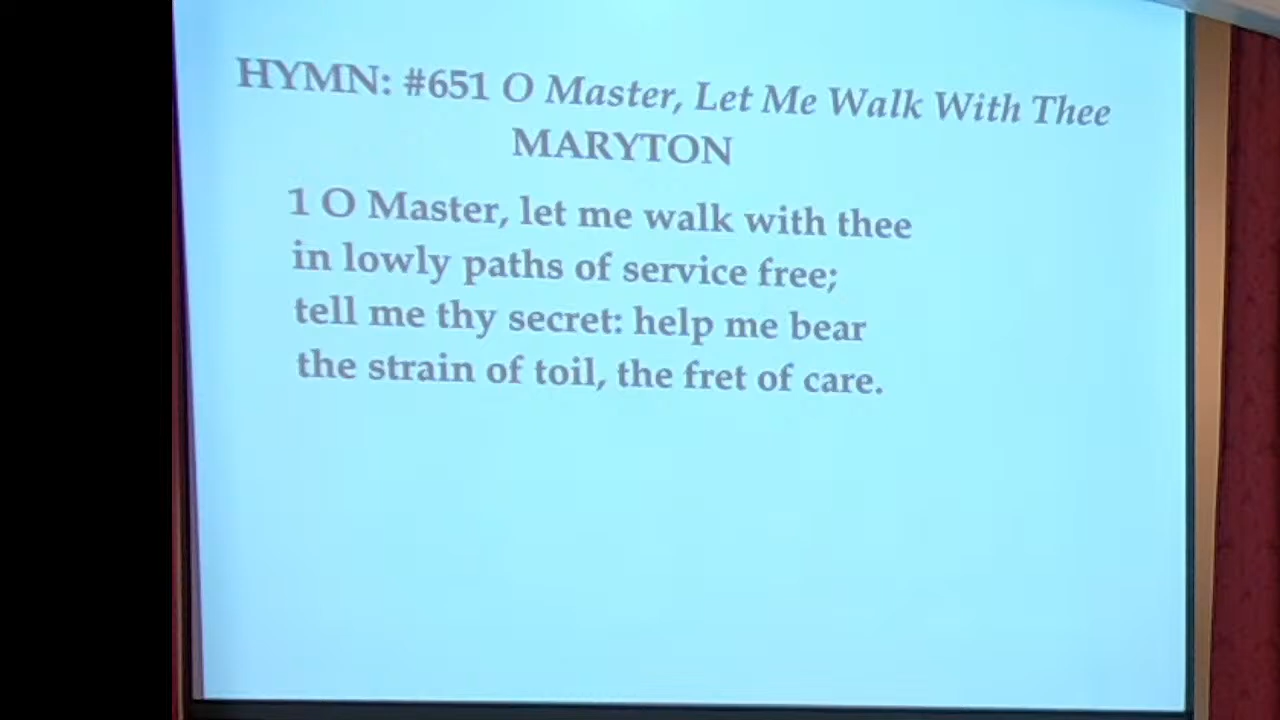 HYMN: #651 O Master, Let Me Walk With Thee
MARYTON
1 O Master, let me walk with thee
in lowly paths of service free;
tell me thy secret: help me bear
the strain of toil, the fret of care.